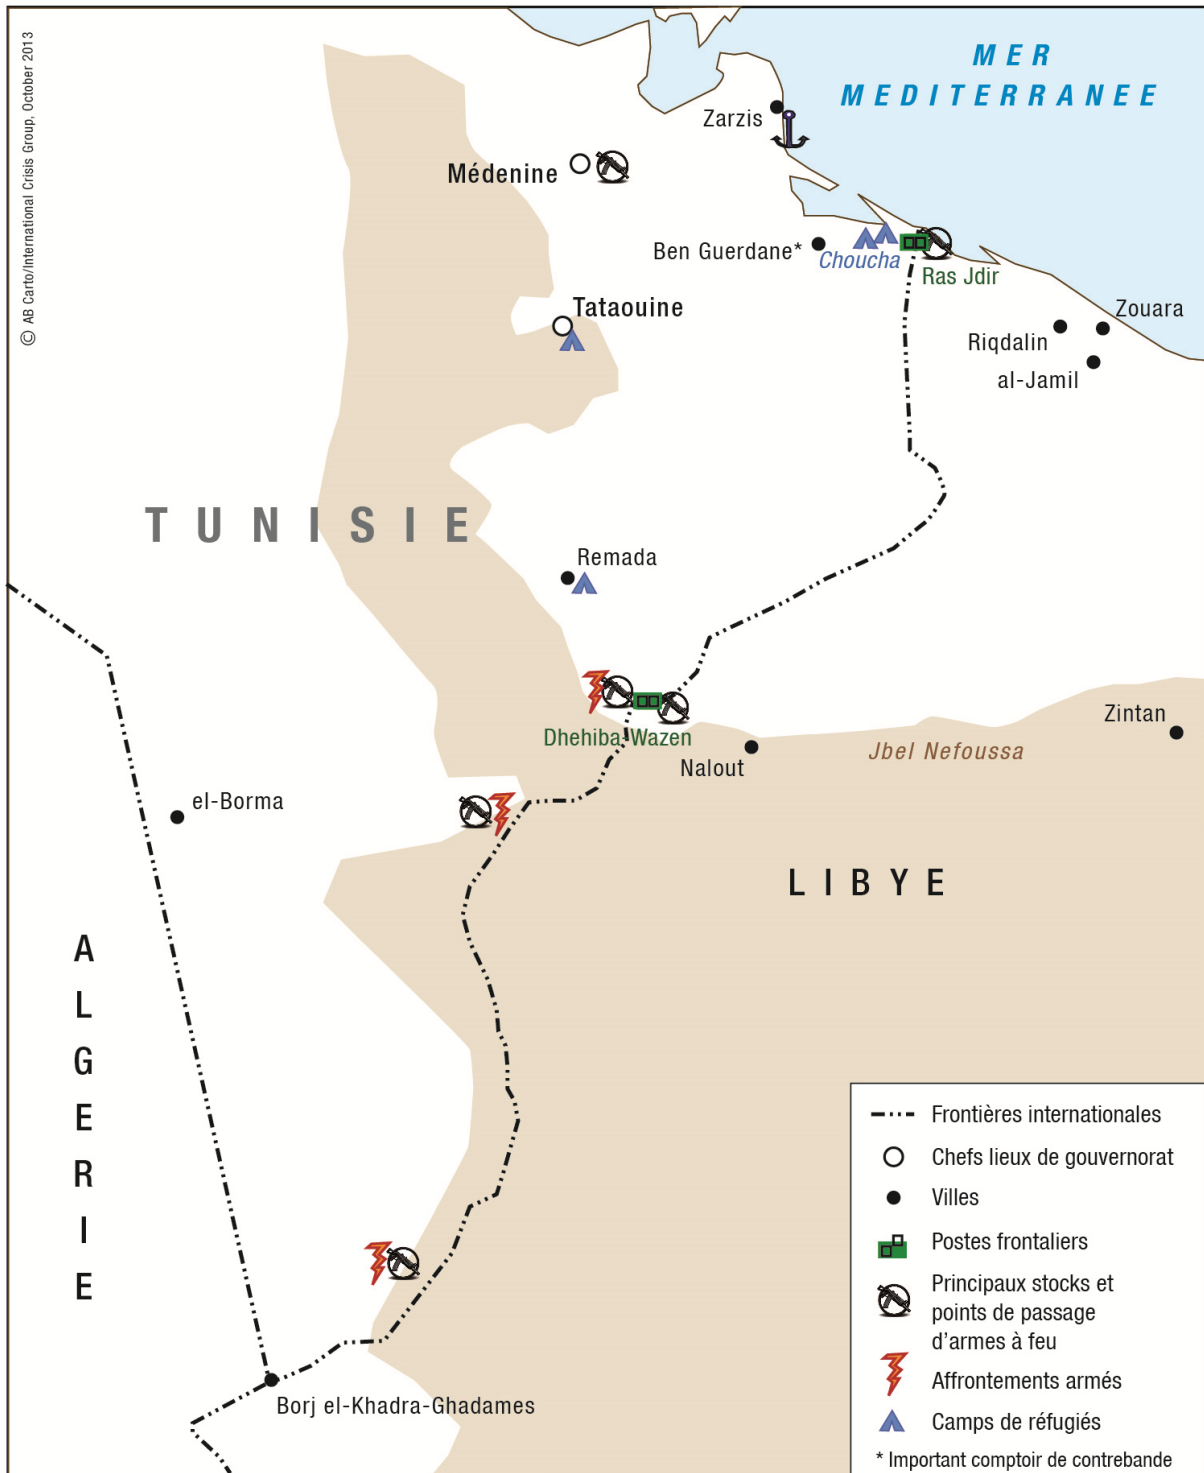 © AB Carto/International Crisis Group, October 2013
MER
MEDITERRANEE
Zarzis
Médenine
Ben Guerdane*
Choucha
Ras Jdir
Tataouine
Zouara
Riqdalin
al-Jamil
TUNISIE
Remada
Dhehiba-Wazen
Nalout
Jbel Nefoussa
Zintan
el-Borma
LIBYE
ALGERIE
Borj el-Khadra-Ghadames
Frontières internationales
Chefs lieux de gouvernorat
Villes
Postes frontaliers
Principaux stocks et
points de passage
d'armes à feu
Affrontements armés
Camps de réfugiés
* Important comptoir de contrebande